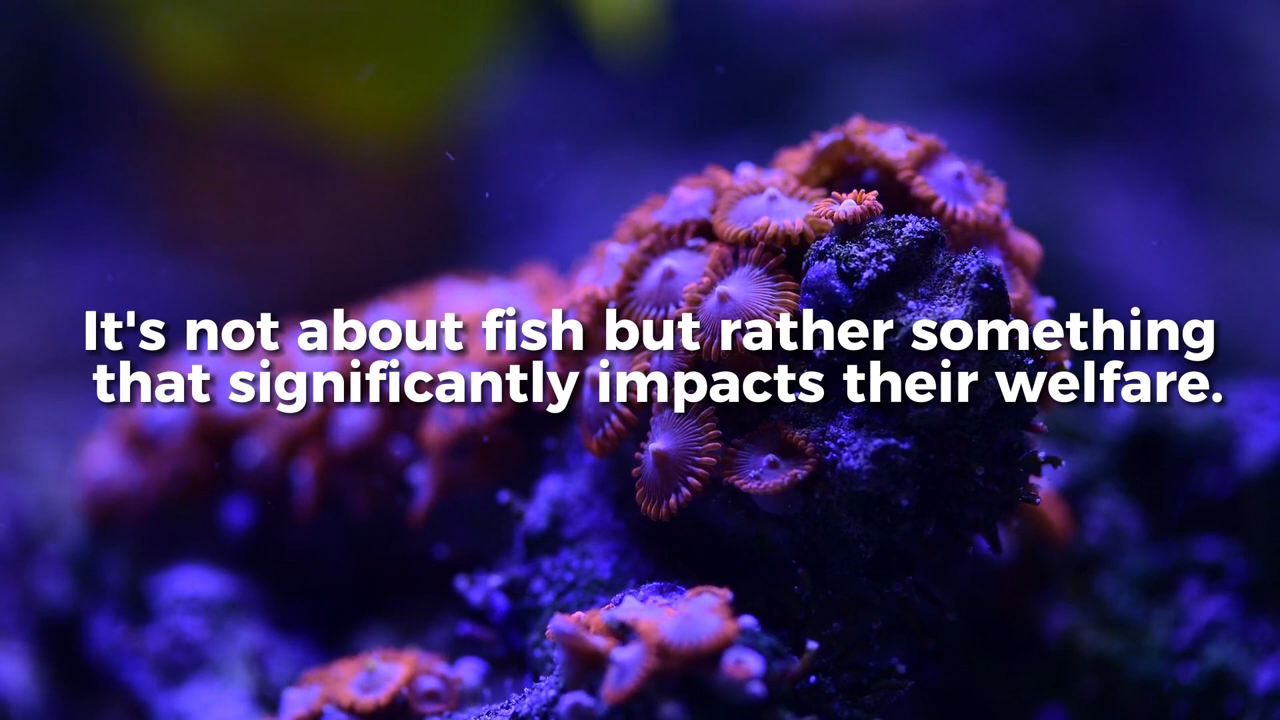 It's not about fish but rather something
that significantly impacts their welfare.